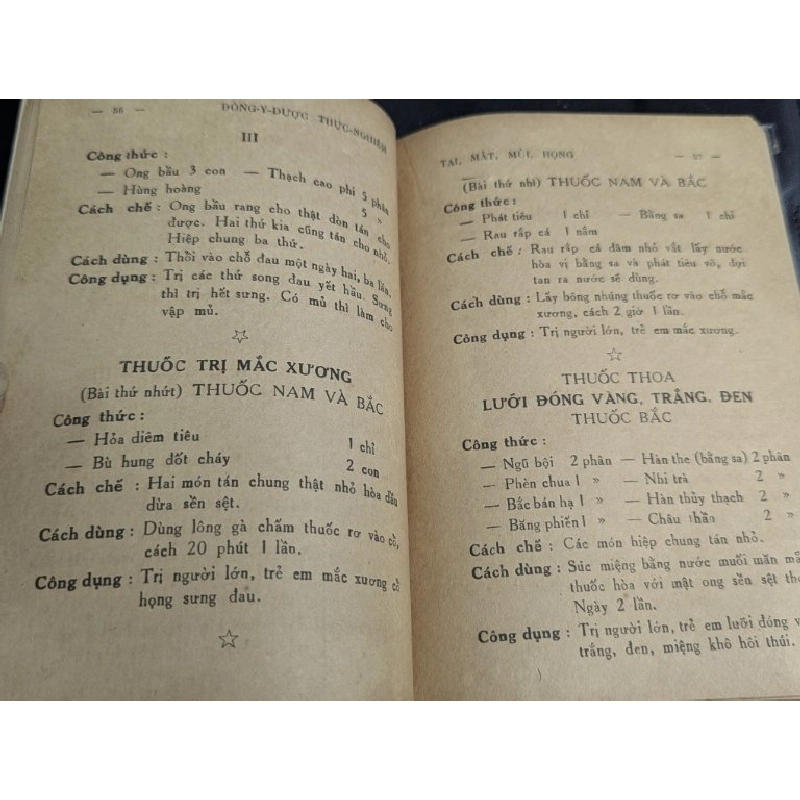 — 86 — ĐÔNG-Y-DƯỢC THỰC-NGHIỆM
III
Công thức :
— Ong bầu 3 con — Thạch cao phi 5 phân
— Hùng hoàng 5 »
Cách chế : Ong bầu rang cho thật dòn tán cho
được. Hai thứ kia cũng tán cho nhỏ.
Hiệp chung ba thứ.
Cách dùng : Thồi vào chỗ đau một ngày hai, ba lần.
Công dụng : Trị các thứ song đau yết hầu. Sưng
thì trị hết sưng. Có mủ thì làm cho
vập mủ.
THUỐC TRỊ MẮC XƯƠNG
(Bài thứ nhứt) THUỐC NAM VÀ BẮC
Công thức :
— Hỏa diêm tiêu 1 chỉ
— Bù hung đốt cháy 2 con
Cách chế : Hai món tán chung thật nhỏ hòa dầu
dừa sền sệt.
Cách dùng : Dùng lông gà chấm thuốc rơ vào cồ,
cách 20 phút 1 lần.
Công dụng : Trị người lớn, trẻ em mắc xương cồ
họng sưng đau.
TAI, MẮT, MŨI, HỌNG — 87 —
(Bài thứ nhì) THUỐC NAM VÀ BẮC
Công thức :
— Phát tiêu 1 chỉ — Bằng sa 1 chỉ
— Rau rắp cá 1 nắm
Cách chế : Rau rắp cá đâm nhỏ vắt lấy nước
hòa vị bằng sa và phát tiêu vô, đợi
tan ra nước sẽ dùng.
Cách dùng : Lấy bông nhúng thuốc rơ vào chỗ mắc
xương, cách 2 giờ 1 lần.
Công dụng : Trị người lớn, trẻ em mắc xương.
THUỐC THOA
LƯỠI ĐÓNG VÀNG, TRẮNG, ĐEN
THUỐC BẮC
Công thức :
— Ngũ bội 2 phân — Hàn the (bằng sa) 2 phân
— Phèn chua 1 » — Nhi trà 2 »
— Bắc bán hạ 1 » — Hàn thủy thạch 2 »
— Băng phiến 1 » — Châu thần 2 »
Cách chế : Các món hiệp chung tán nhỏ.
Cách dùng : Súc miệng bằng nước muối mặn
thuốc hòa với mật ong sền sệt
Ngày 2 lần.
Công dụng : Trị người lớn, trẻ em lưỡi đóng
trắng, đen, miệng khô hôi thúi.